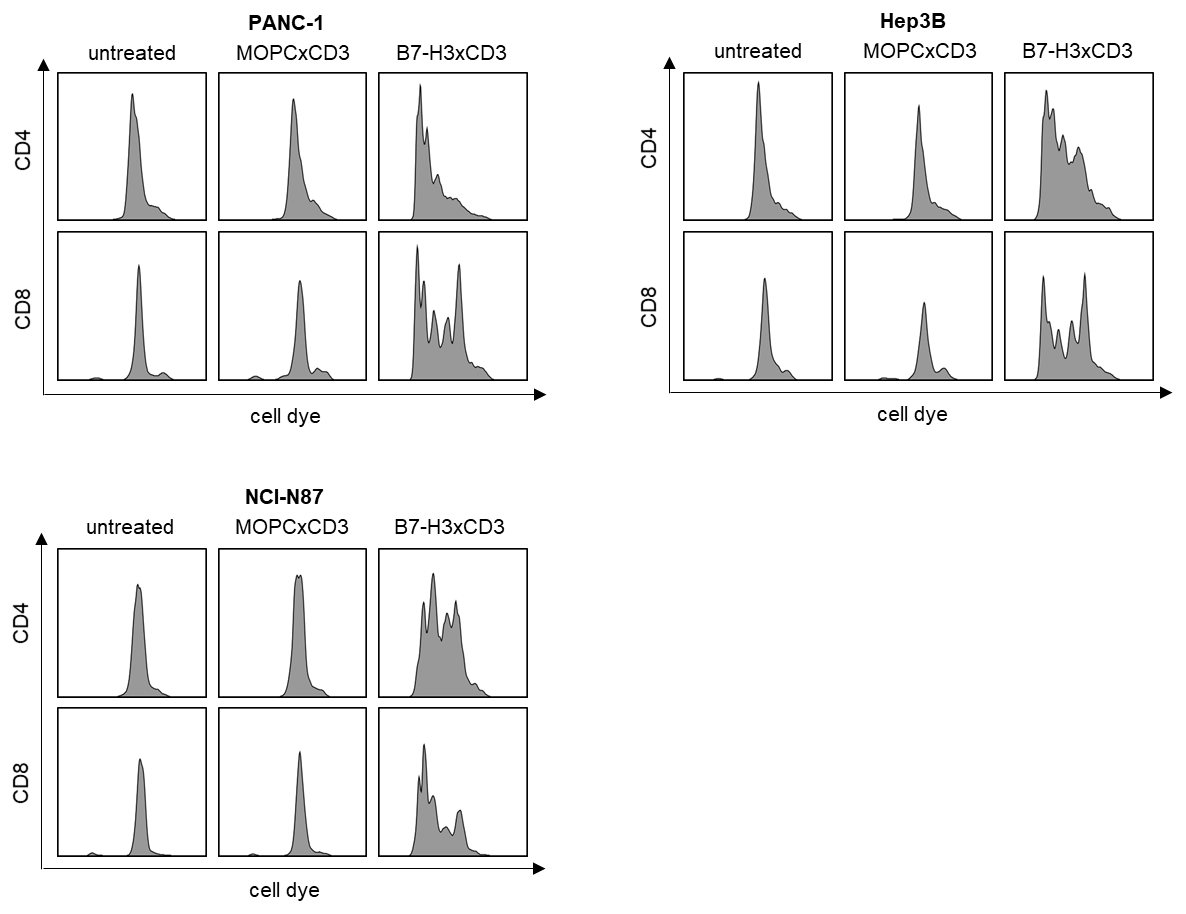 PANC-1
untreated MOPCxCD3 B7-H3xCD3
CD4
CD8
cell dye
Hep3B
untreated MOPCxCD3 B7-H3xCD3
CD4
CD8
cell dye
NCI-N87
untreated MOPCxCD3 B7-H3xCD3
CD4
CD8
cell dye